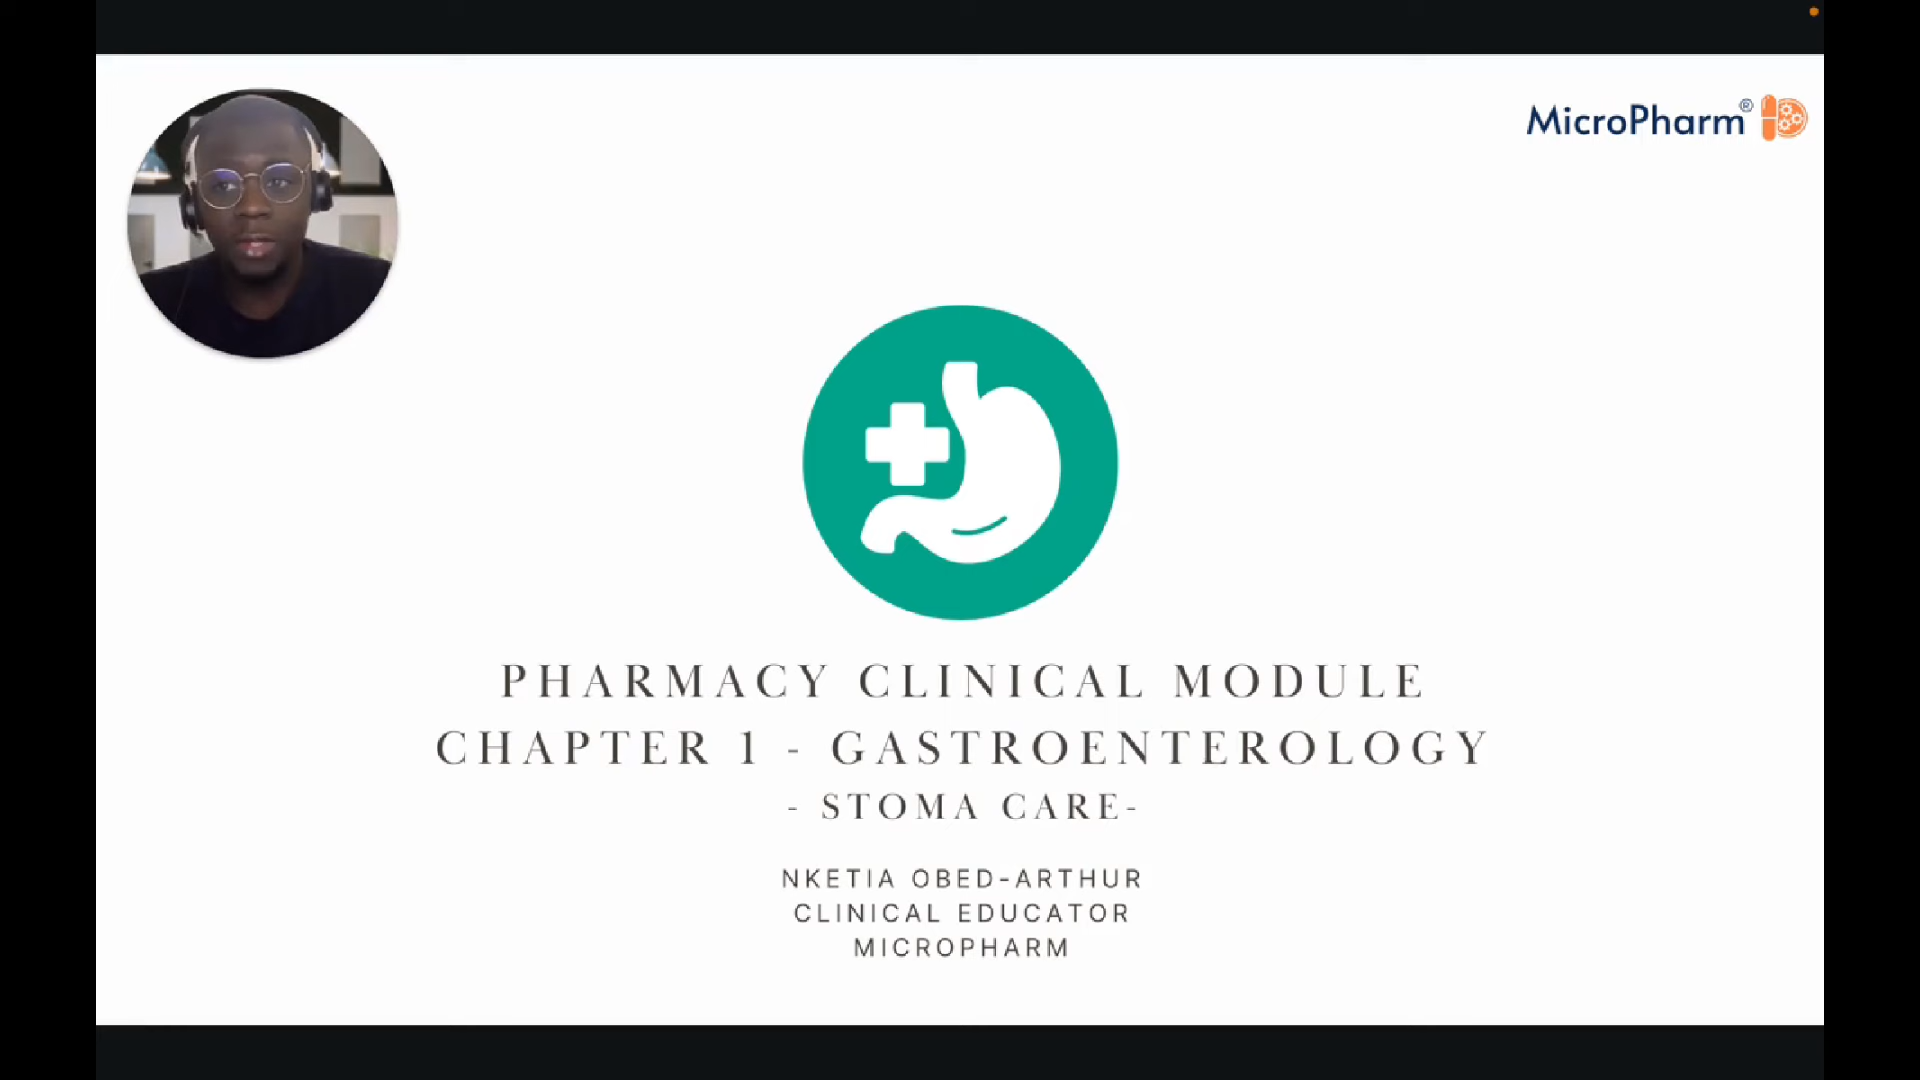 MicroPharm®
PHARMACY CLINICAL MODULE
CHAPTER 1 - GASTROENTEROLOGY
- STOMA CARE-
NKETIA OBED-ARTHUR
CLINICAL EDUCATOR
MICROPHARM